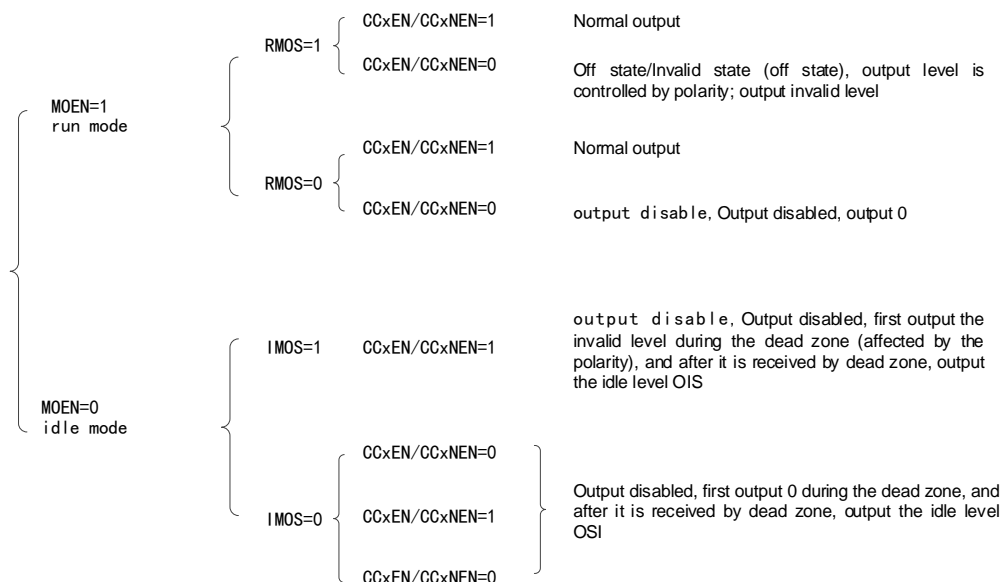 CCxEN/CCxNEN=1 Normal output
RMOS=1
CCxEN/CCxNEN=0 Off state/Invalid state (off state), output level is
controlled by polarity; output invalid level
MOEN=1
run mode
CCxEN/CCxNEN=1 Normal output
RMOS=0
CCxEN/CCxNEN=0 output disable, Output disabled, output 0
output disable, Output disabled, first output the
IMOS=1 CCxEN/CCxNEN=1 invalid level during the dead zone (affected by the
polarity), and after it is received by dead zone, output
the idle level OIS
MOEN=0
idle mode
CCxEN/CCxNEN=0
Output disabled, first output 0 during the dead zone, and
IMOS=0 CCxEN/CCxNEN=1 after it is received by dead zone, output the idle level
OSI
CCxEN/CCxNEN=0